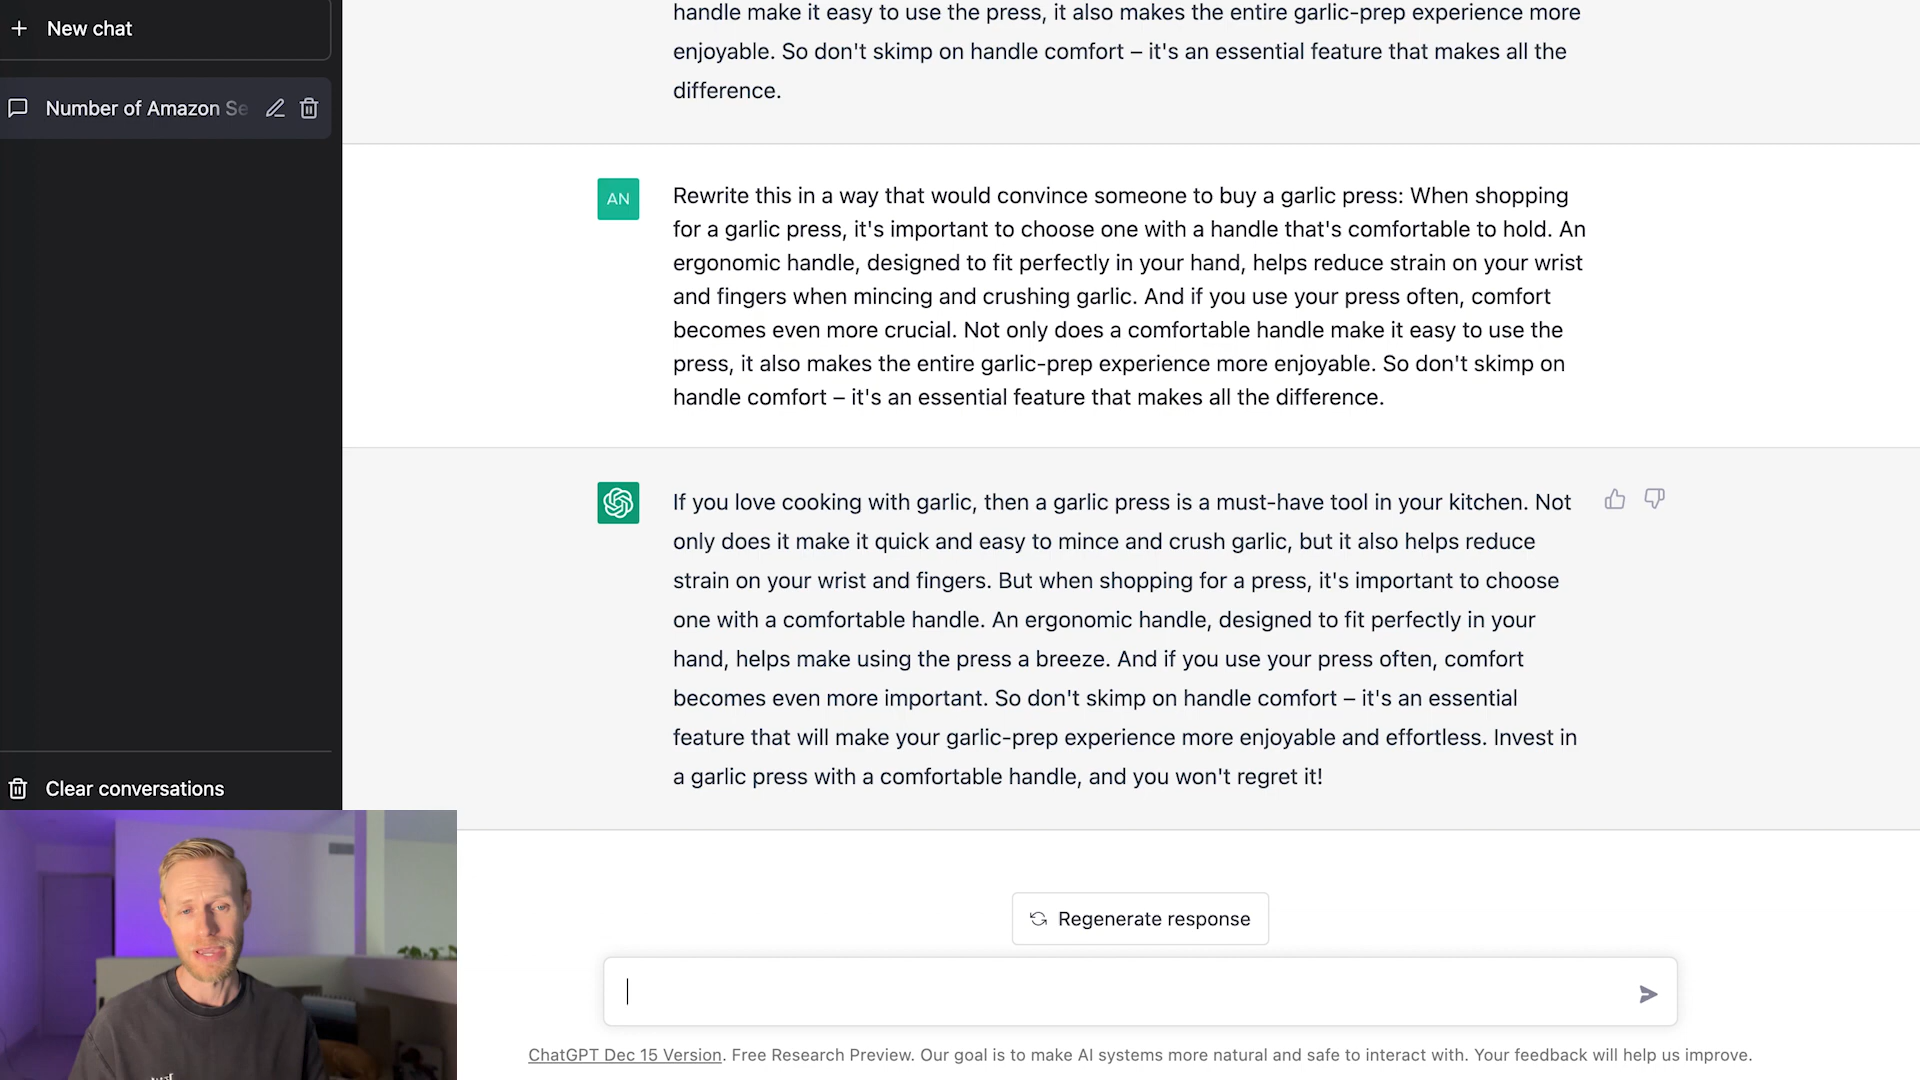 New chat
Number of Amazon Se
Clear conversations
handle make it easy to use the press, it also makes the entire garlic-prep experience more
enjoyable. So don't skimp on handle comfort – it's an essential feature that makes all the
difference.
AN
Rewrite this in a way that would convince someone to buy a garlic press: When shopping
for a garlic press, it's important to choose one with a handle that's comfortable to hold. An
ergonomic handle, designed to fit perfectly in your hand, helps reduce strain on your wrist
and fingers when mincing and crushing garlic. And if you use your press often, comfort
becomes even more crucial. Not only does a comfortable handle make it easy to use the
press, it also makes the entire garlic-prep experience more enjoyable. So don't skimp on
handle comfort – it's an essential feature that makes all the difference.
If you love cooking with garlic, then a garlic press is a must-have tool in your kitchen. Not
only does it make it quick and easy to mince and crush garlic, but it also helps reduce
strain on your wrist and fingers. But when shopping for a press, it's important to choose
one with a comfortable handle. An ergonomic handle, designed to fit perfectly in your
hand, helps make using the press a breeze. And if you use your press often, comfort
becomes even more important. So don't skimp on handle comfort – it's an essential
feature that will make your garlic-prep experience more enjoyable and effortless. Invest in
a garlic press with a comfortable handle, and you won't regret it!
Regenerate response
ChatGPT Dec 15 Version. Free Research Preview. Our goal is to make AI systems more natural and safe to interact with. Your feedback will help us improve.